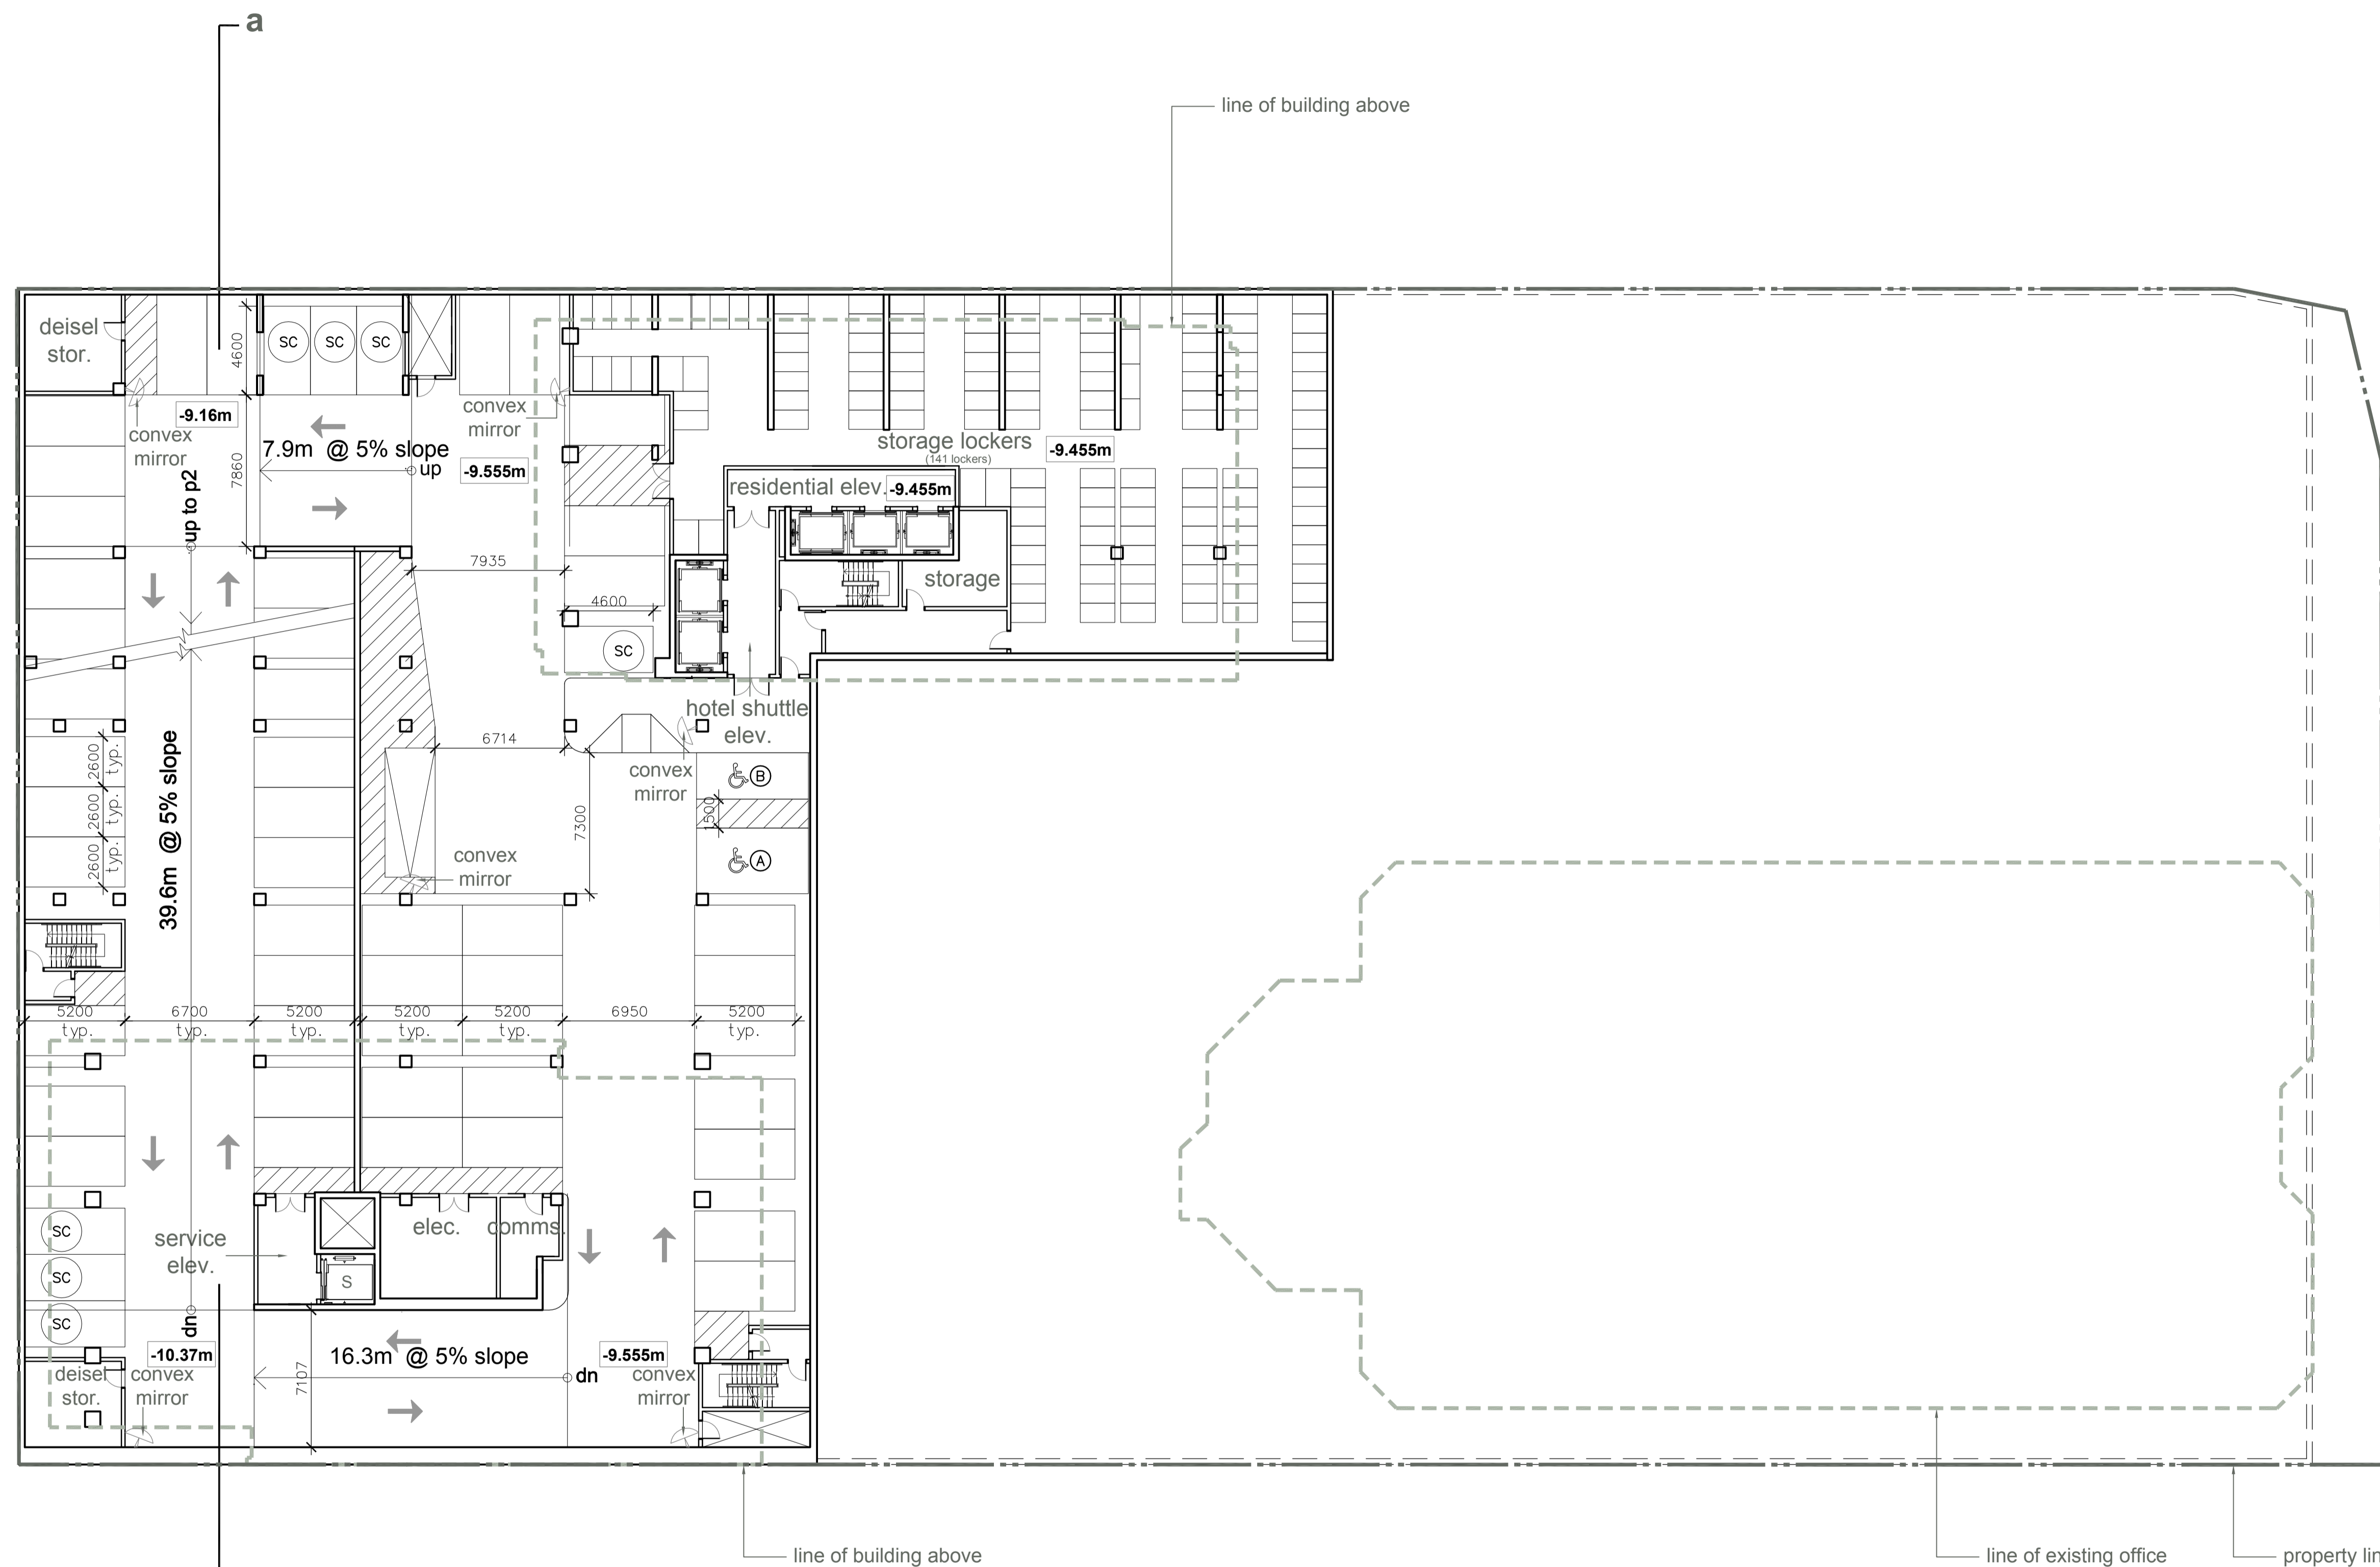 a
line of building above
deisel
stor.
4600
SC
SC
SC
-9.16m
convex
mirror
7.9m @ 5% slope
up
7860
up to p2
convex
mirror
-9.555m
storage lockers
(141 lockers)
-9.455m
residential elev.
-9.455m
7935
4600
SC
storage
hotel shuttle
elev.
6714
convex
mirror
B
1500
A
7300
convex
mirror
2600
typ.
2600
typ.
2600
typ.
39.6m @ 5% slope
5200
typ.
6700
typ.
5200
typ.
5200
typ.
5200
typ.
6950
5200
typ.
SC
SC
SC
service
elev.
S
elec.
comms.
dn
-10.37m
16.3m @ 5% slope
-9.555m
dn
7107
deisel
stor.
convex
mirror
convex
mirror
line of building above
line of existing office
property lin